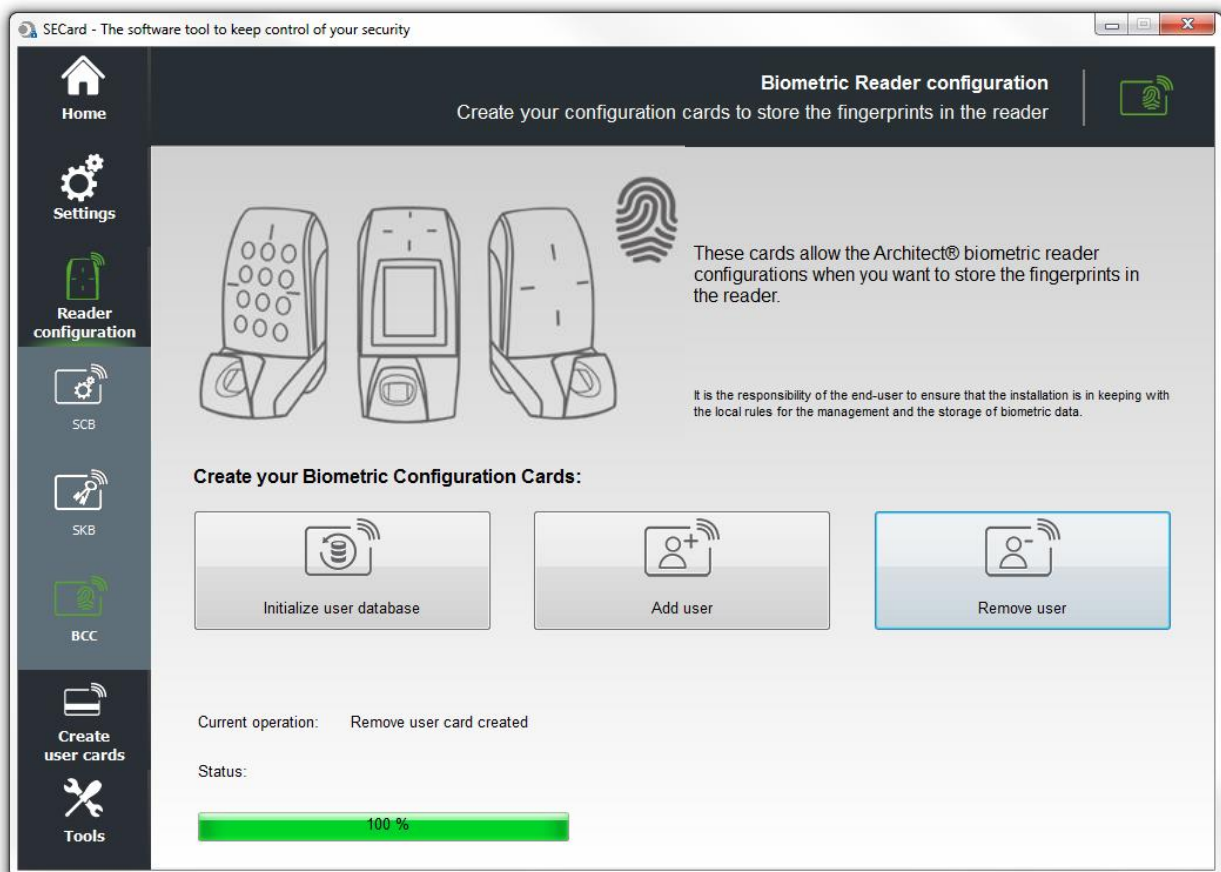 SECard - The software tool to keep control of your security
Home
Biometric Reader configuration
Create your configuration cards to store the fingerprints in the reader
Settings
Reader
configuration
SCB
SKB
BCC
Create
user cards
Tools
These cards allow the Architect® biometric reader
configurations when you want to store the fingerprints in
the reader.
It is the responsibility of the end-user to ensure that the installation is in keeping with
the local rules for the management and the storage of biometric data.
Create your Biometric Configuration Cards:
Initialize user database
Add user
Remove user
Current operation: Remove user card created
Status:
100 %